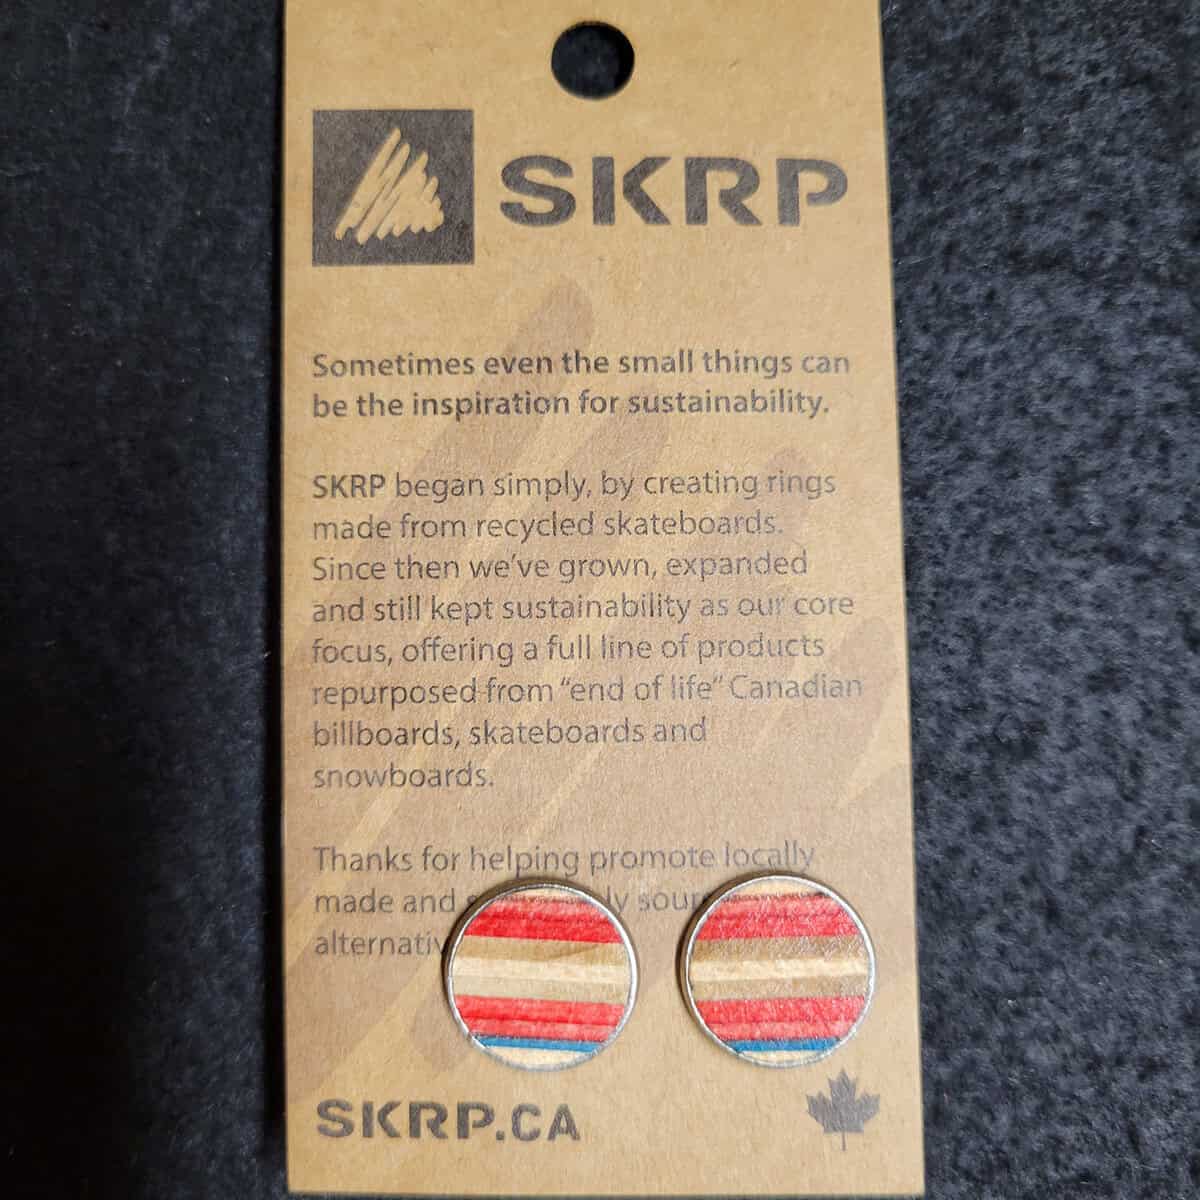 SKRP
Sometimes even the small things can
be the inspiration for sustainability.
SKRP began simply, by creating rings
made from recycled skateboards.
Since then we've grown, expanded
and still kept sustainability as our core
focus, offering a full line of products
repurposed from "end of life" Canadian
billboards, skateboards and
snowboards.
Thanks for helping promote locally
made and
SKRP.CA